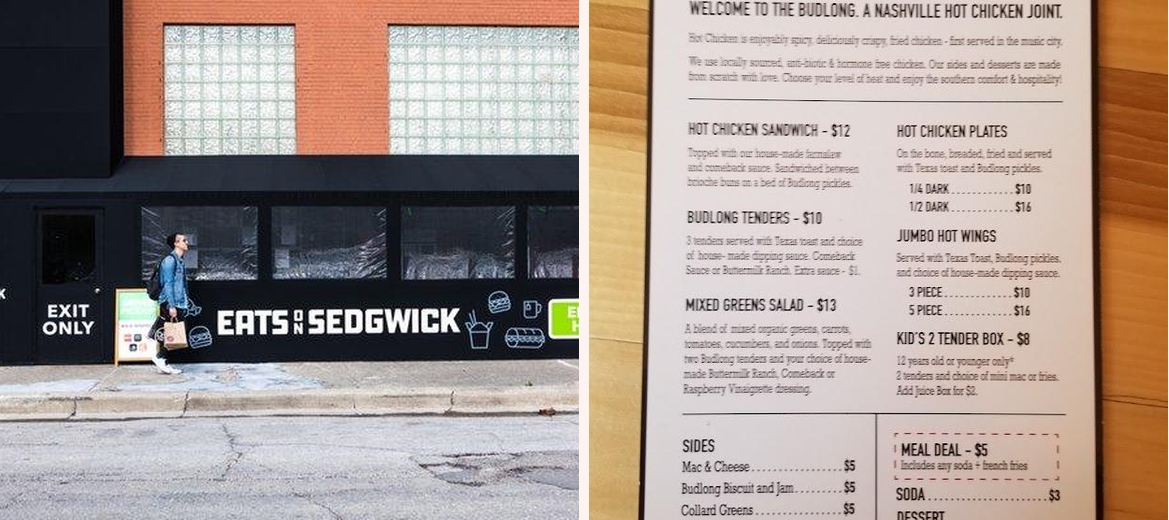 EXIT
ONLY
EATS ON SEDGWICK
WELCOME TO THE BUDLONG. A NASHVILLE HOT CHICKEN JOINT.
Hot Chicken is enjoyably spicy, deliciously crispy, fried chicken - first served in the music city.
We use locally sourced, anti-biotic & hormone free chicken. Our sides and desserts are made
from scratch with love. Choose your level of heat and enjoy the southern comfort & hospitality!
HOT CHICKEN SANDWICH - $12
Topped with our house-made farmslaw
and comeback sauce. Sandwiched between
brioche buns on a bed of Budlong pickles.
BUDLONG TENDERS - $10
3 tenders served with Texas toast and choice
of house- made dipping sauce. Comeback
Sauce or Buttermilk Ranch. Extra sauce - $1.
MIXED GREENS SALAD - $13
A blend of mixed organic greens, carrots,
tomatoes, cucumbers, and onions. Topped with
two Budlong tenders and your choice of house-
made Buttermilk Ranch, Comeback or
Raspberry Vinaigrette dressing.
HOT CHICKEN PLATES
On the bone, breaded, fried and served
with Texas toast and Budlong pickles.
1/4 DARK............$10
1/2 DARK............$16
JUMBO HOT WINGS
Served with Texas Toast, Budlong pickles.
and choice of house-made dipping sauce.
3 PIECE..............$10
5 PIECE..............$16
KID'S 2 TENDER BOX - $8
12 years old or younger only*
2 tenders and choice of mini mac or fries.
Add Juice Box for $2.
SIDES
Mac & Cheese..................$5
Budlong Biscuit and Jam..........$5
Collard Greens..................$5
MEAL DEAL - $5
Includes any soda + french fries
SODA......................$3
DESSERT